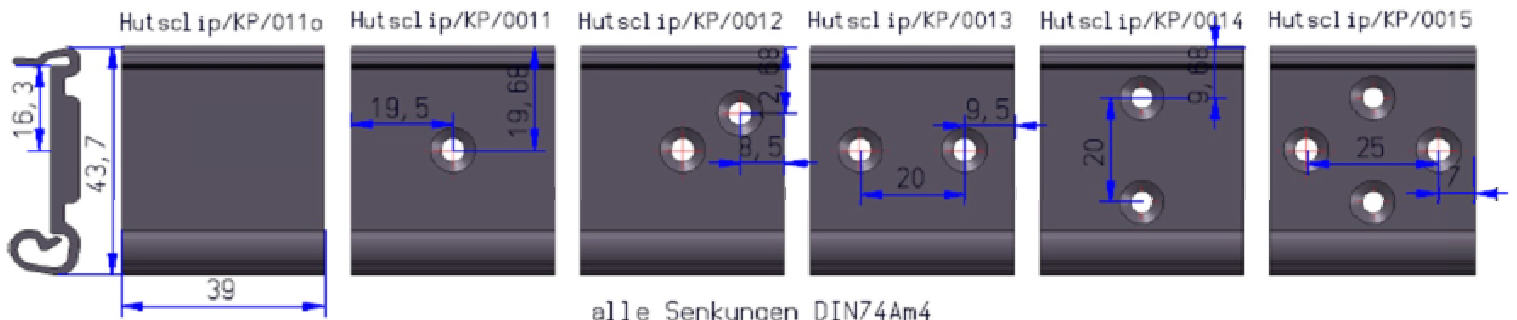 Hutsclip/KP/011o
Hutsclip/KP/0011
Hutsclip/KP/0012
Hutsclip/KP/0013
Hutsclip/KP/0014
Hutsclip/KP/0015
16,3
43,7
39
19,5
19,68
12,68
8,5
9,5
20
9,68
20
25
7
alle Senkungen DIN74Am4